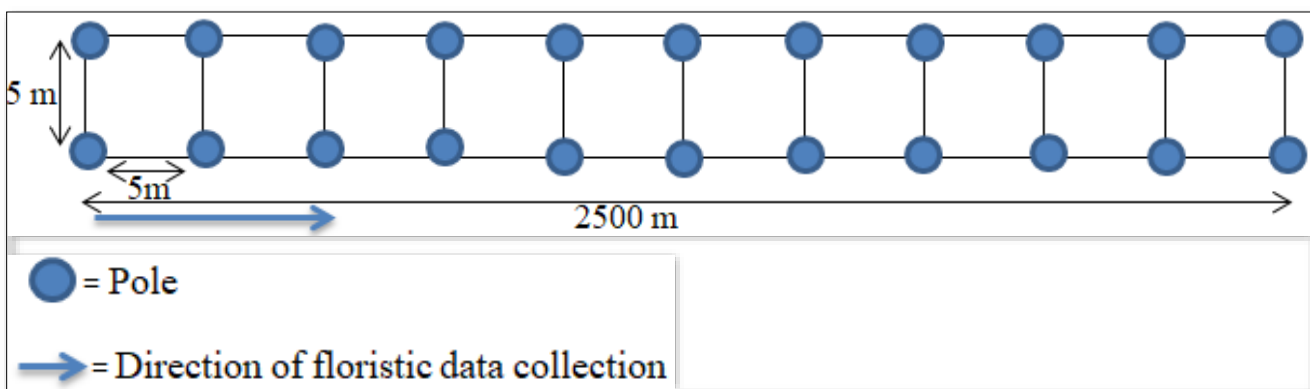 5 m
5m
2500 m
= Pole
= Direction of floristic data collection